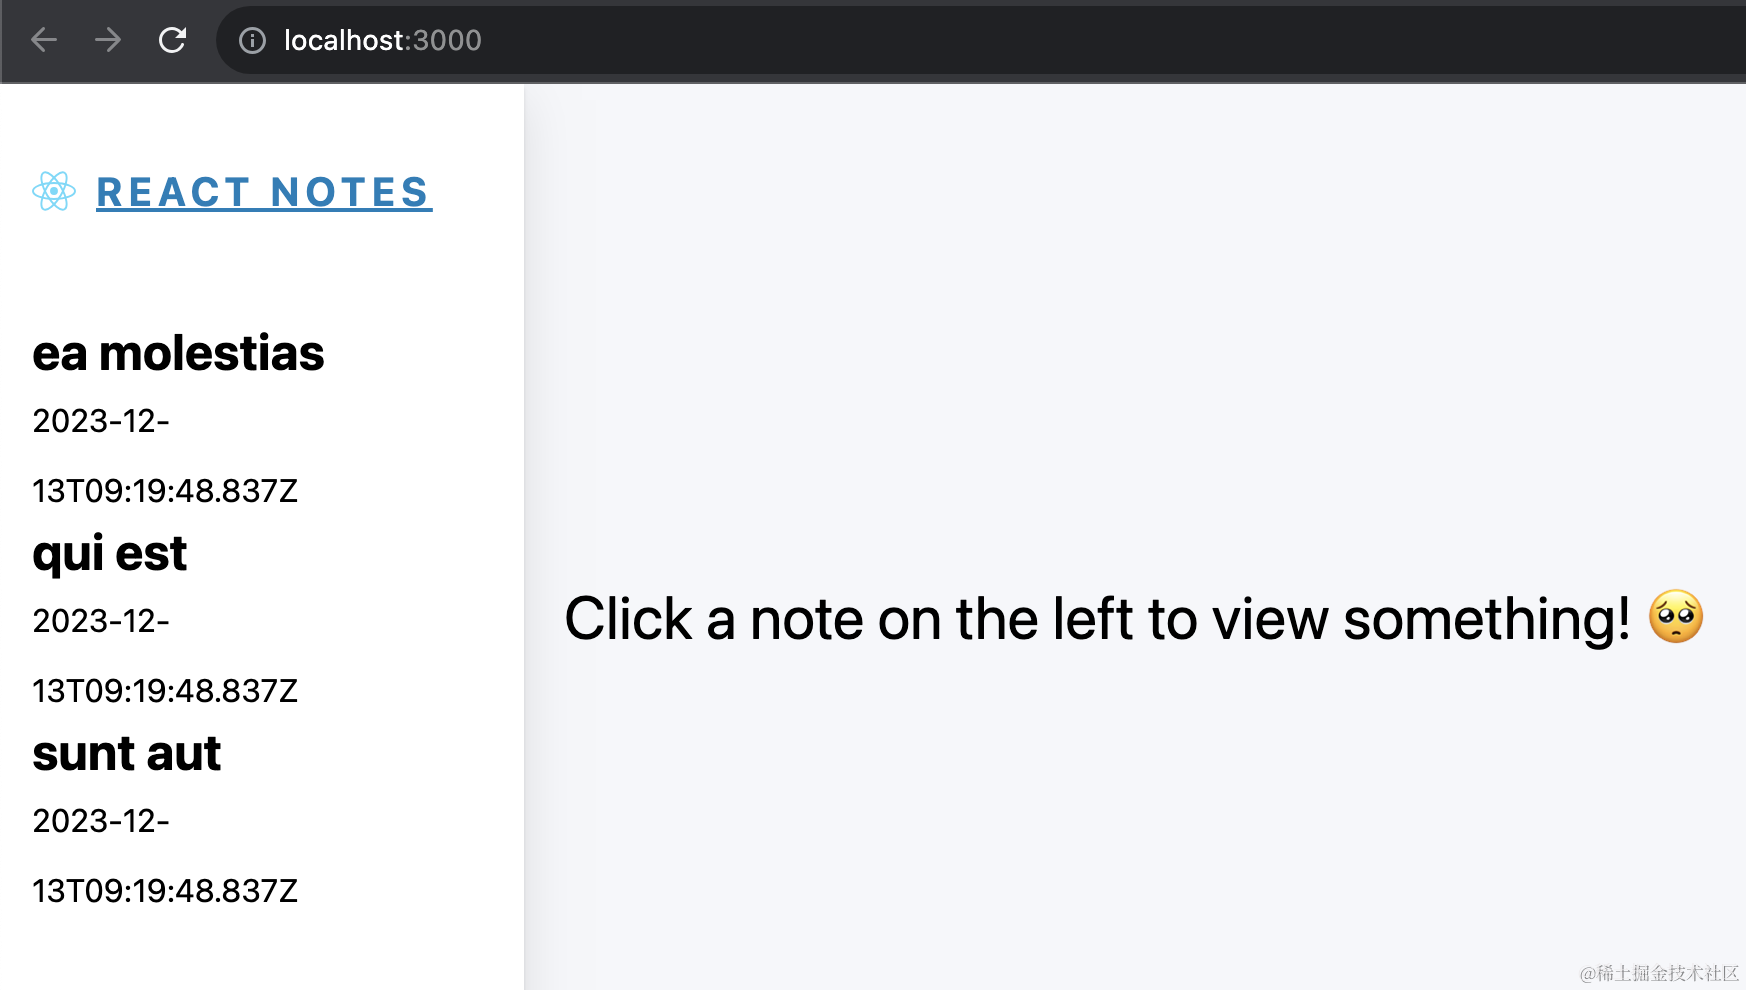 localhost:3000
REACT NOTES
ea molestias
2023-12-
13T09:19:48.837Z
qui est
2023-12-
13T09:19:48.837Z
sunt aut
2023-12-
13T09:19:48.837Z
Click a note on the left to view something! 🥺
@稀土掘金技术社区